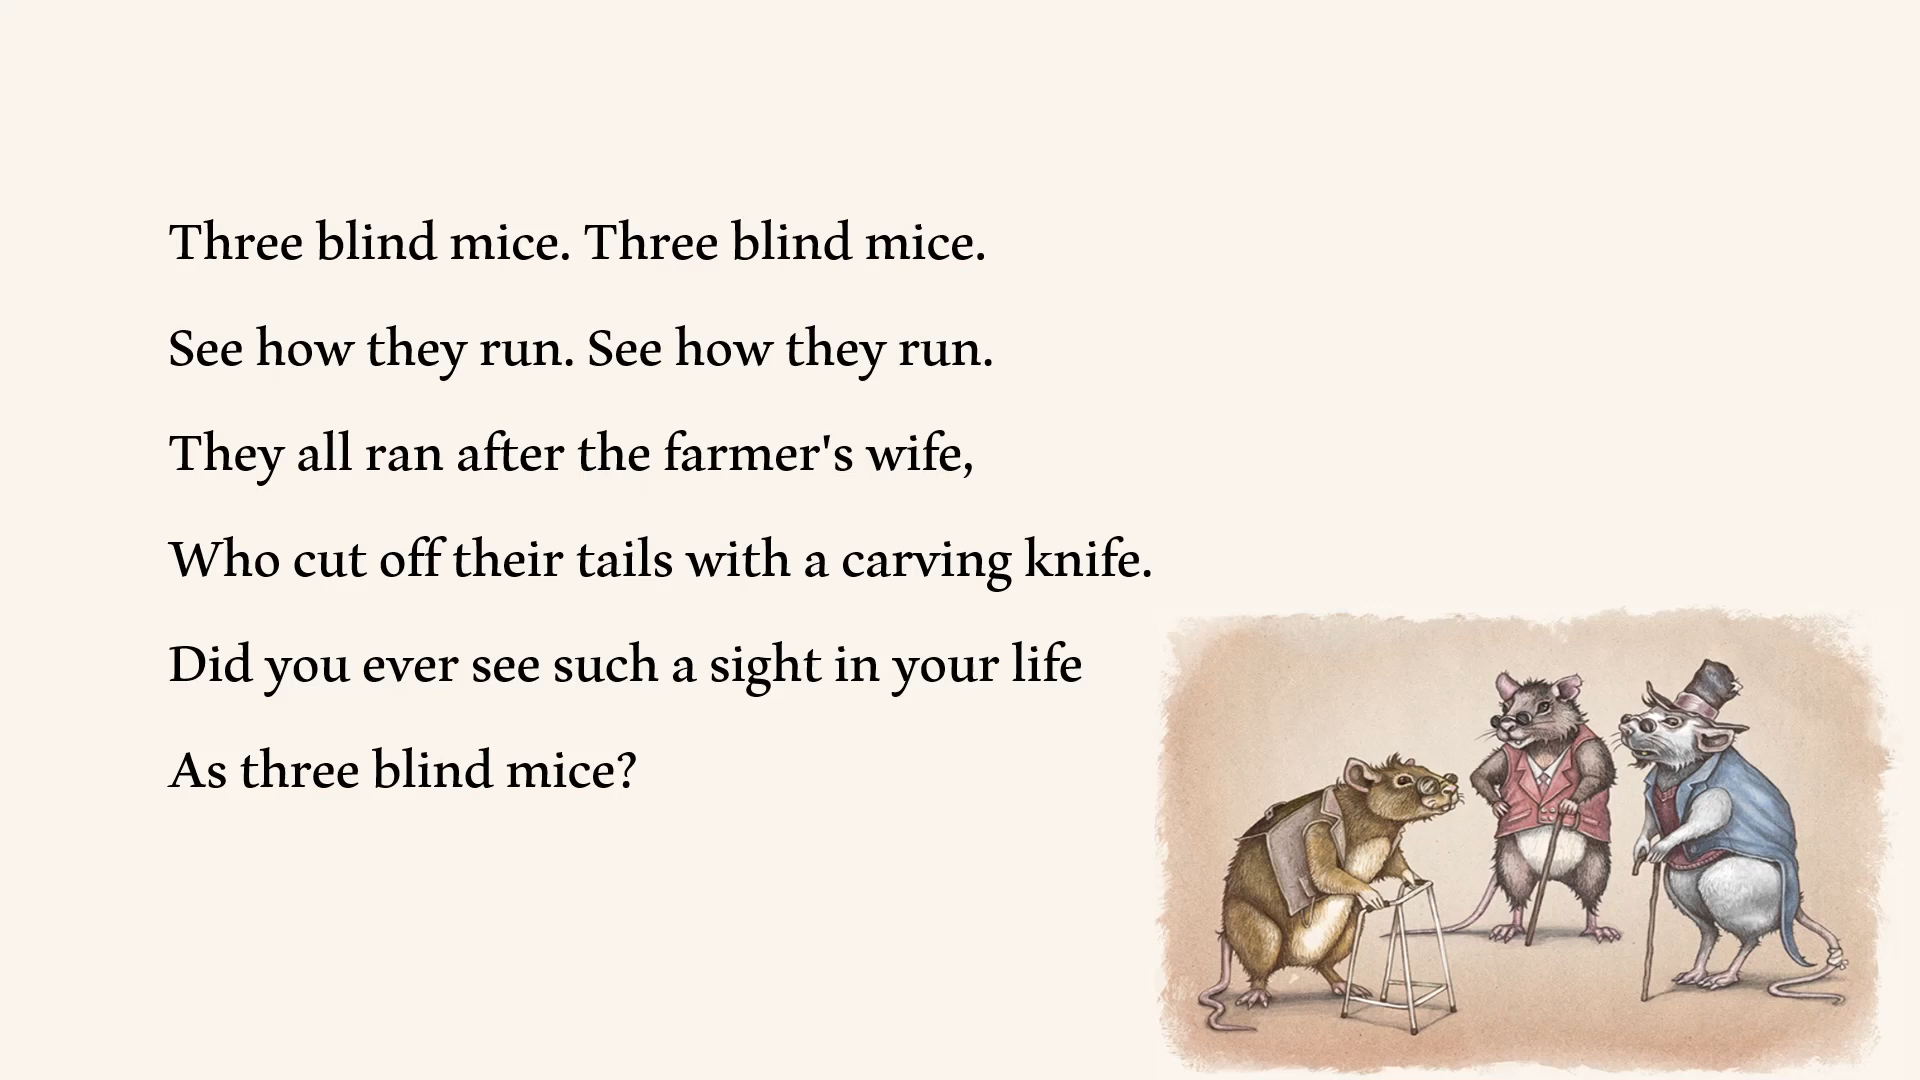 Three blind mice. Three blind mice.
See how they run. See how they run.
They all ran after the farmer's wife,
Who cut off their tails with a carving knife.
Did you ever see such a sight in your life
As three blind mice?